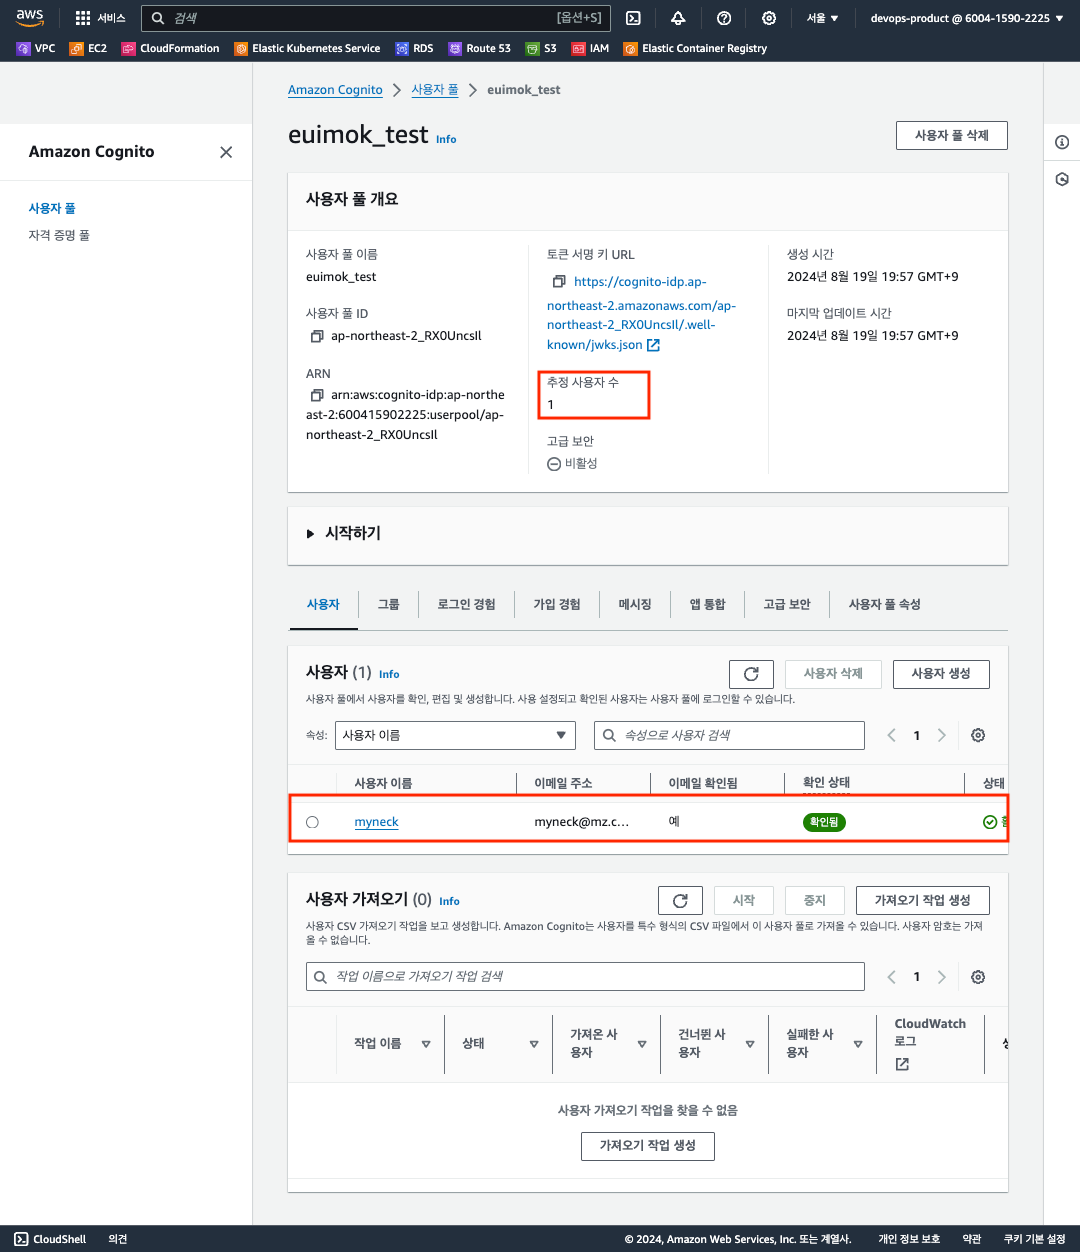 aws 서비스 검색 [옵션+S] 서울 ▼ devops-product @ 6004-1590-2225 ▼
VPC EC2 CloudFormation Elastic Kubernetes Service RDS Route 53 S3 IAM Elastic Container Registry
Amazon Cognito
사용자 풀
자격 증명 풀
Amazon Cognito > 사용자 풀 > euimok_test
euimok_test Info
사용자 풀 삭제
사용자 풀 개요
사용자 풀 이름
euimok_test
사용자 풀 ID
ap-northeast-2_RX0UncsIl
ARN
arn:aws:cognito-idp:ap-northe
ast-2:600415902225:userpool/ap-
northeast-2_RX0UncsIl
토큰 서명 키 URL
https://cognito-idp.ap-
northeast-2.amazonaws.com/ap-
northeast-2_RX0UncsIl/.well-
known/jwks.json
추정 사용자 수
1
고급 보안
비활성
생성 시간
2024년 8월 19일 19:57 GMT+9
마지막 업데이트 시간
2024년 8월 19일 19:57 GMT+9
시작하기
사용자 그룹 로그인 경험 가입 경험 메시징 앱 통합 고급 보안 사용자 풀 속성
사용자 (1) Info
사용자 삭제 사용자 생성
사용자 풀에서 사용자를 확인, 편집 및 생성합니다. 사용 설정되고 확인된 사용자는 사용자 풀에 로그인할 수 있습니다.
속성: 사용자 이름 속성으로 사용자 검색 1
사용자 이름 이메일 주소 이메일 확인됨 확인 상태 상태
myneck myneck@mz.c... 예 확인됨
사용자 가져오기 (0) Info
시작 중지 가져오기 작업 생성
사용자 CSV 가져오기 작업을 보고 생성합니다. Amazon Cognito는 사용자를 특수 형식의 CSV 파일에서 이 사용자 풀로 가져올 수 있습니다. 사용자 암호는 가져
올 수 없습니다.
작업 이름으로 가져오기 작업 검색 1
작업 이름 상태 가져온 사용자 건너뛴 사용자 실패한 사용자 CloudWatch 로그
사용자 가져오기 작업을 찾을 수 없음
가져오기 작업 생성
CloudShell 의견 © 2024, Amazon Web Services, Inc. 또는 계열사. 개인 정보 보호 약관 쿠키 기본 설정